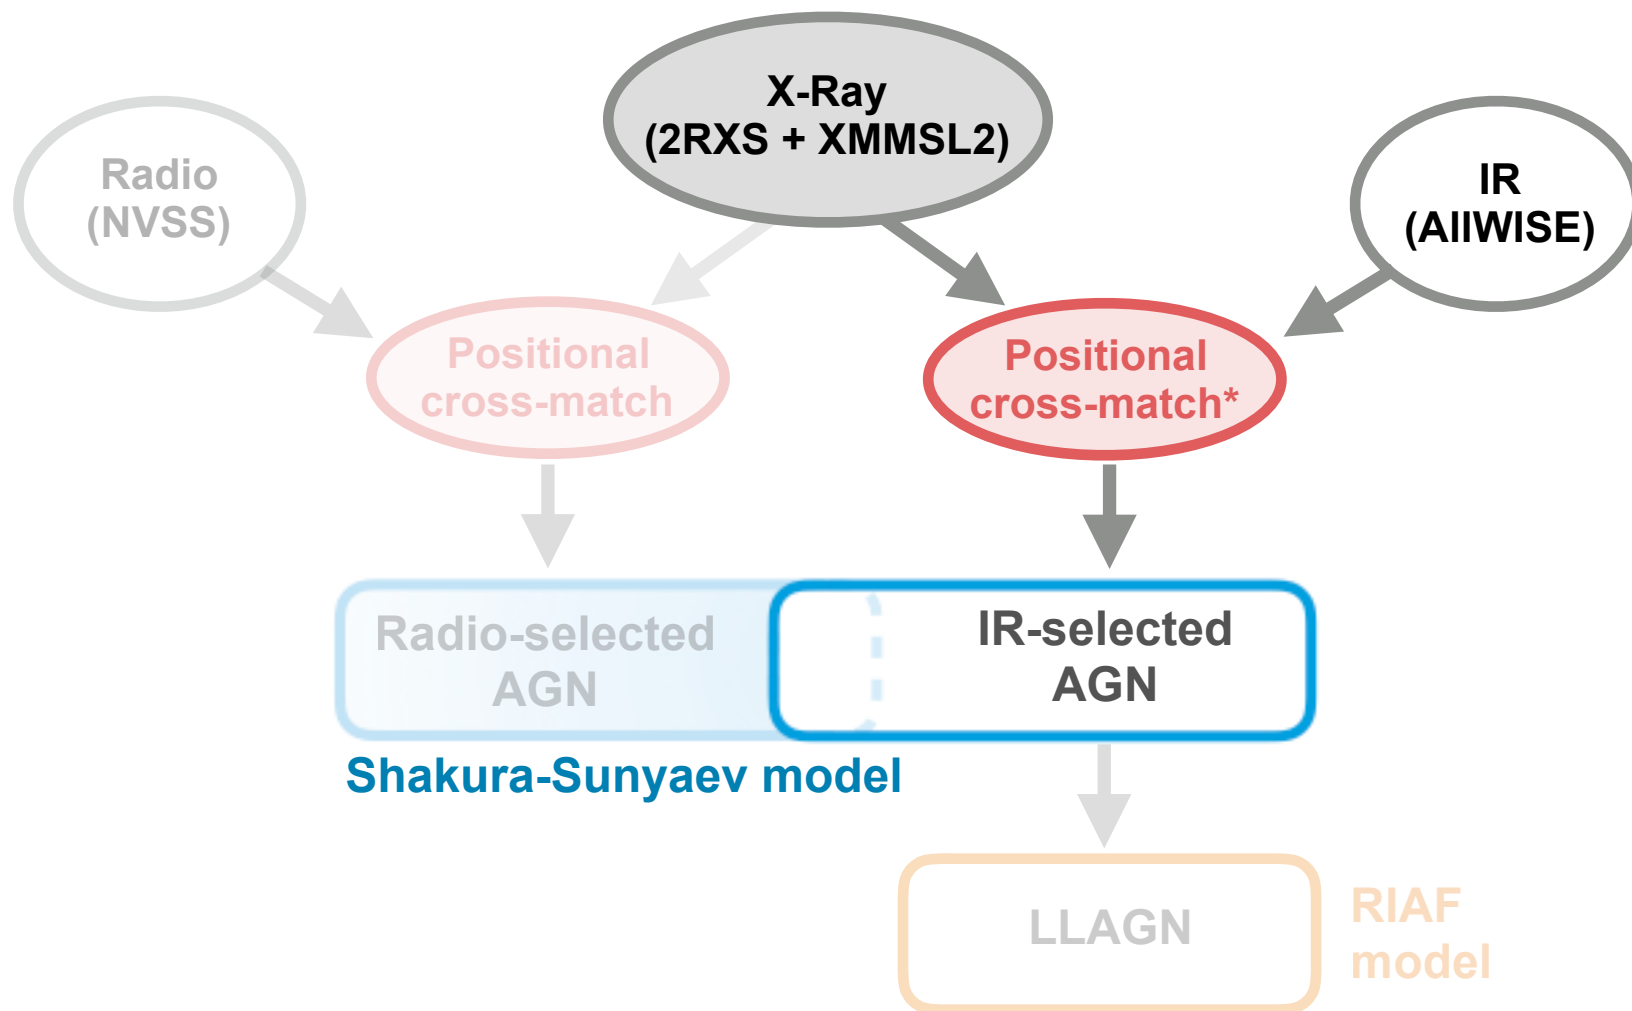 X-Ray
(2RXS + XMMSL2)
Radio
(NVSS)
IR
(AllWISE)
Positional
cross-match
Positional
cross-match*
Radio-selected
AGN
IR-selected
AGN
Shakura-Sunyaev model
LLAGN
RIAF
model